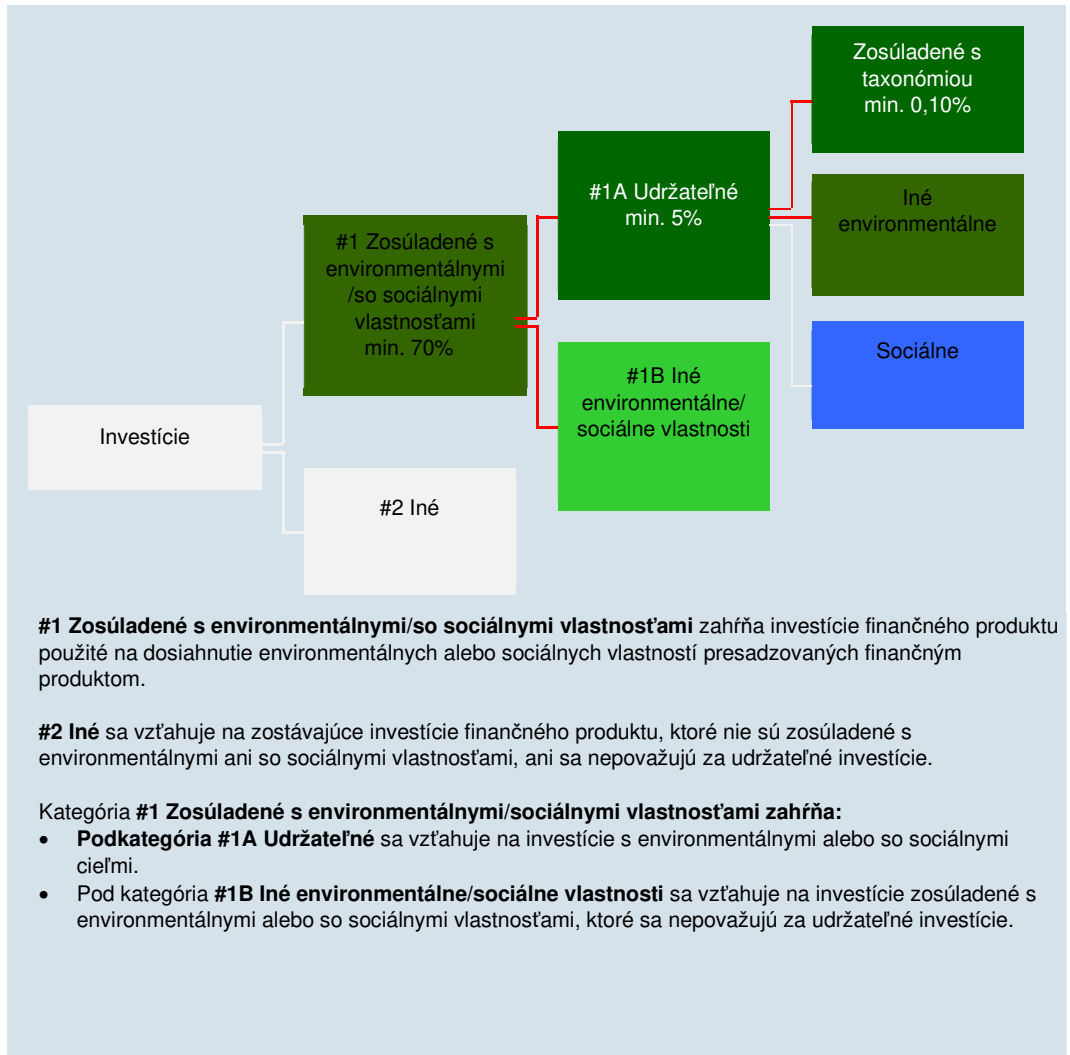 Zosúladené s
taxonómiou
min. 0,10%
#1A Udržateľné
min. 5%
Iné
environmentálne
#1 Zosúladené s
environmentálnymi
/so sociálnymi
vlastnosťami
min. 70%
Sociálne
#1B Iné
environmentálne/
sociálne vlastnosti
Investície
#2 Iné
#1 Zosúladené s environmentálnymi/so sociálnymi vlastnosťami zahŕňa investície finančného produktu
použité na dosiahnutie environmentálnych alebo sociálnych vlastností presadzovaných finančným
produktom.
#2 Iné sa vzťahuje na zostávajúce investície finančného produktu, ktoré nie sú zosúladené s
environmentálnymi ani so sociálnymi vlastnosťami, ani sa nepovažujú za udržateľné investície.
Kategória #1 Zosúladené s environmentálnymi/sociálnymi vlastnosťami zahŕňa:
• Podkategória #1A Udržateľné sa vzťahuje na investície s environmentálnymi alebo so sociálnymi
cieľmi.
• Pod kategória #1B Iné environmentálne/sociálne vlastnosti sa vzťahuje na investície zosúladené s
environmentálnymi alebo so sociálnymi vlastnosťami, ktoré sa nepovažujú za udržateľné investície.